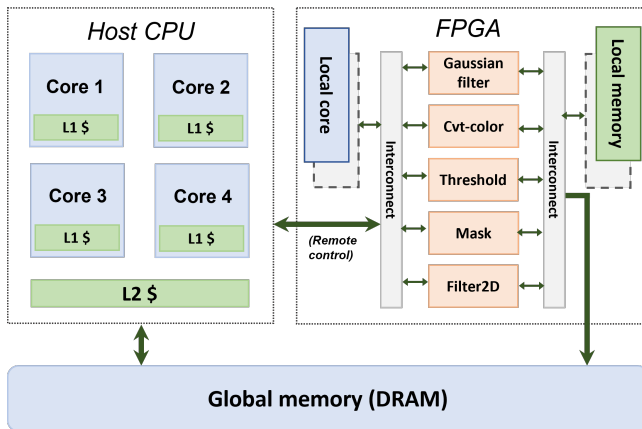 Host CPU
Core 1
L1 $
Core 2
L1 $
Core 3
L1 $
Core 4
L1 $
L2 $
FPGA
Local core
Interconnect
(Remote
control)
Gaussian
filter
Cvt-color
Threshold
Mask
Filter2D
Interconnect
Local memory
Global memory (DRAM)